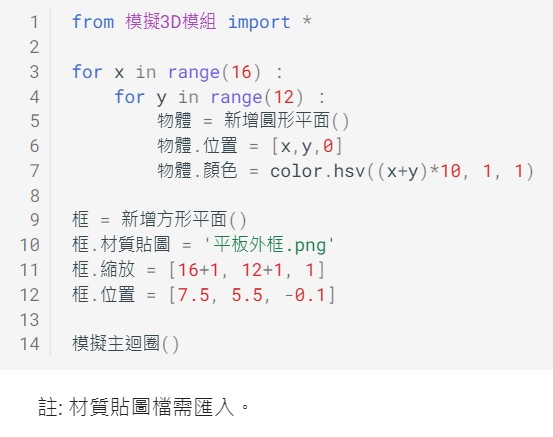 1 from 模擬3D模組 import *
2
3 for x in range(16) :
4     for y in range(12) :
5         物體 = 新增圓形平面()
6         物體.位置 = [x,y,0]
7         物體.顏色 = color.hsv((x+y)*10, 1, 1)
8
9 框 = 新增方形平面()
10 框.材質貼圖 = '平板外框.png'
11 框.縮放 = [16+1, 12+1, 1]
12 框.位置 = [7.5, 5.5, -0.1]
13
14 模擬主迴圈()
註: 材質貼圖檔需匯入。